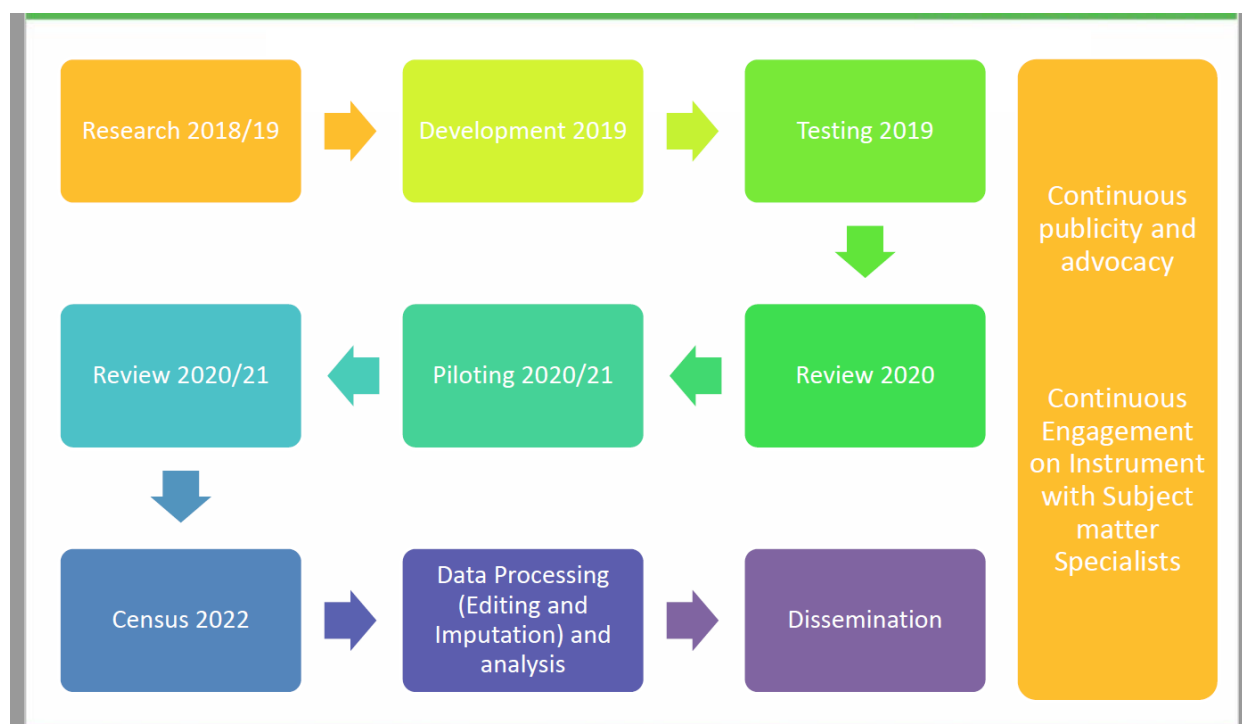 Research 2018/19
Development 2019
Testing 2019
Review 2020
Piloting 2020/21
Review 2020/21
Census 2022
Data Processing
(Editing and
Imputation) and
analysis
Dissemination
Continuous
publicity and
advocacy
Continuous
Engagement
on Instrument
with Subject
matter
Specialists